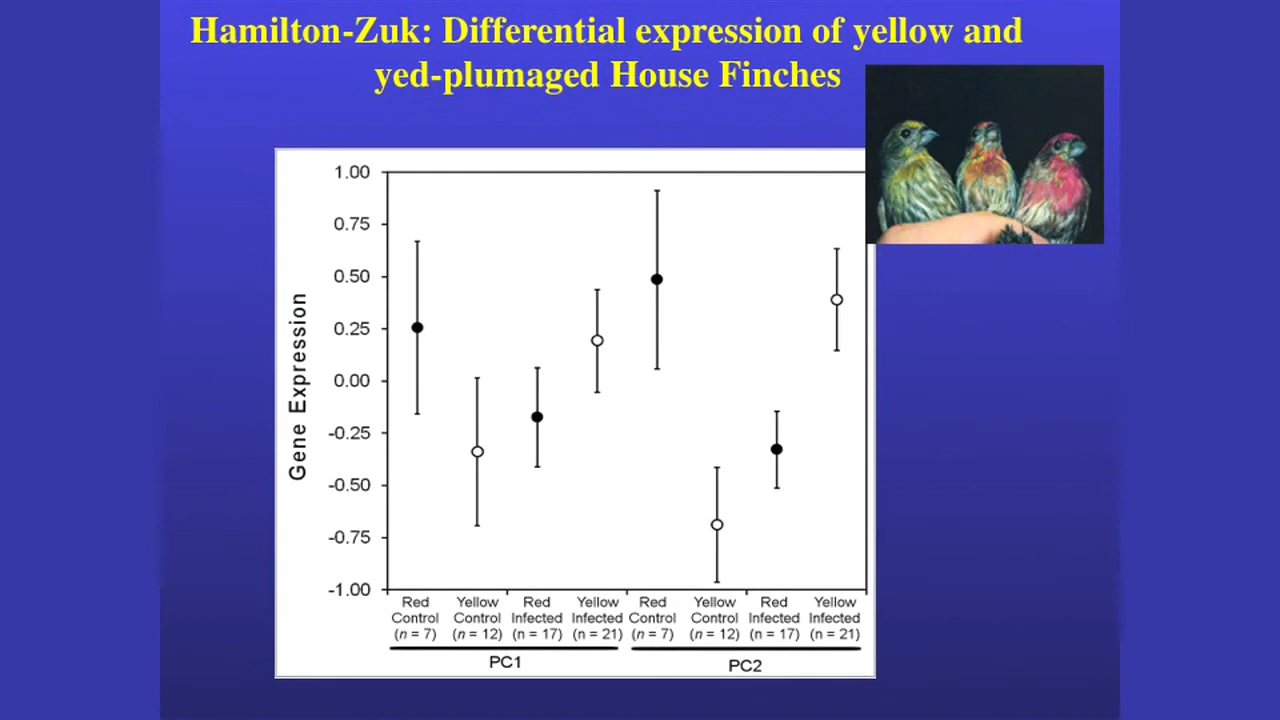 Hamilton-Zuk: Differential expression of yellow and
yed-plumaged House Finches
Gene Expression
1.00
0.75
0.50
0.25
0.00
-0.25
-0.50
-0.75
-1.00
Red Yellow Red Yellow Red Yellow Red Yellow
Control Control Infected Infected Control Control Infected Infected
(n = 7) (n = 12) (n = 17) (n = 21) (n = 7) (n = 12) (n = 17) (n = 21)
PC1 PC2